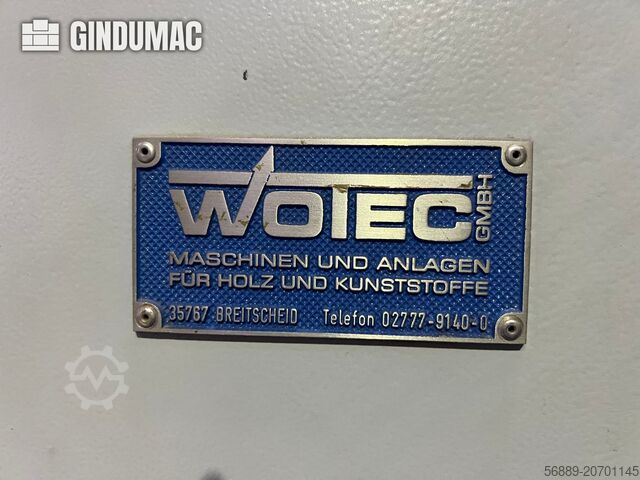 GINDUMAC
WOTEC GMBH
MASCHINEN UND ANLAGEN
FÜR HOLZ UND KUNSTSTOFFE
35767 BREITSCHEID Telefon 02777-9140-0
56889-20701145